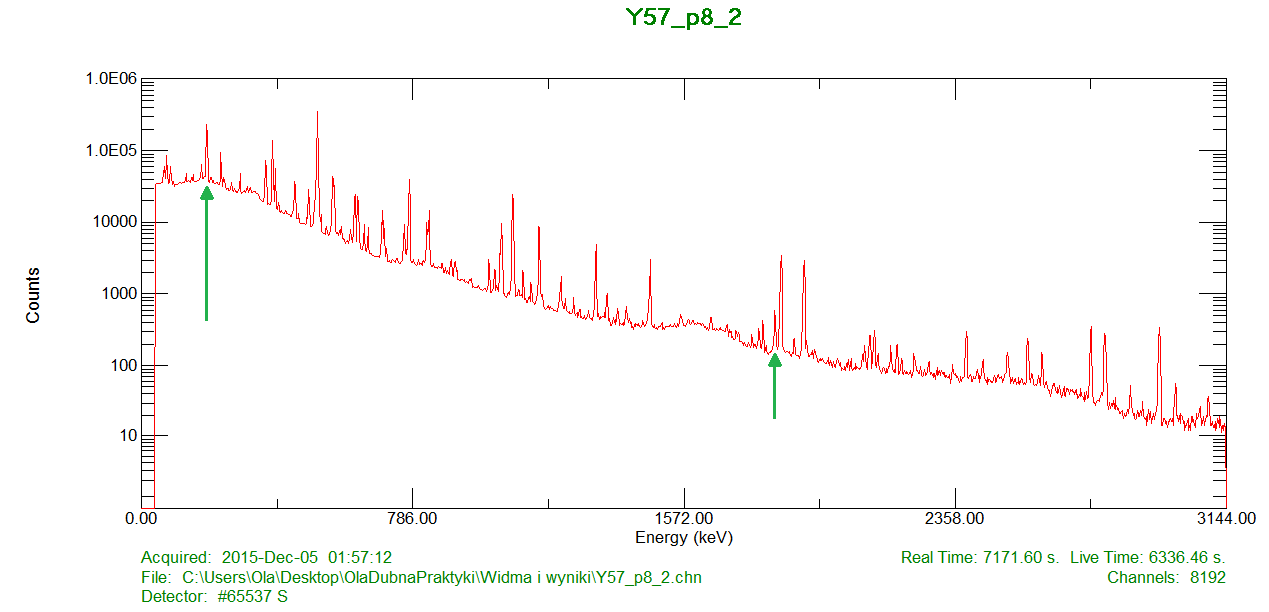 Y57_p8_2
1.0E06
1.0E05
10000
1000
100
10
Counts
0.00 786.00 1572.00 2358.00 3144.00
Energy (keV)
Acquired: 2015-Dec-05 01:57:12 Real Time: 7171.60 s. Live Time: 6336.46 s.
File: C:\Users\Ola\Desktop\OlaDubnaPraktyki\Widma i wyniki\Y57_p8_2.chn Channels: 8192
Detector: #65537 S